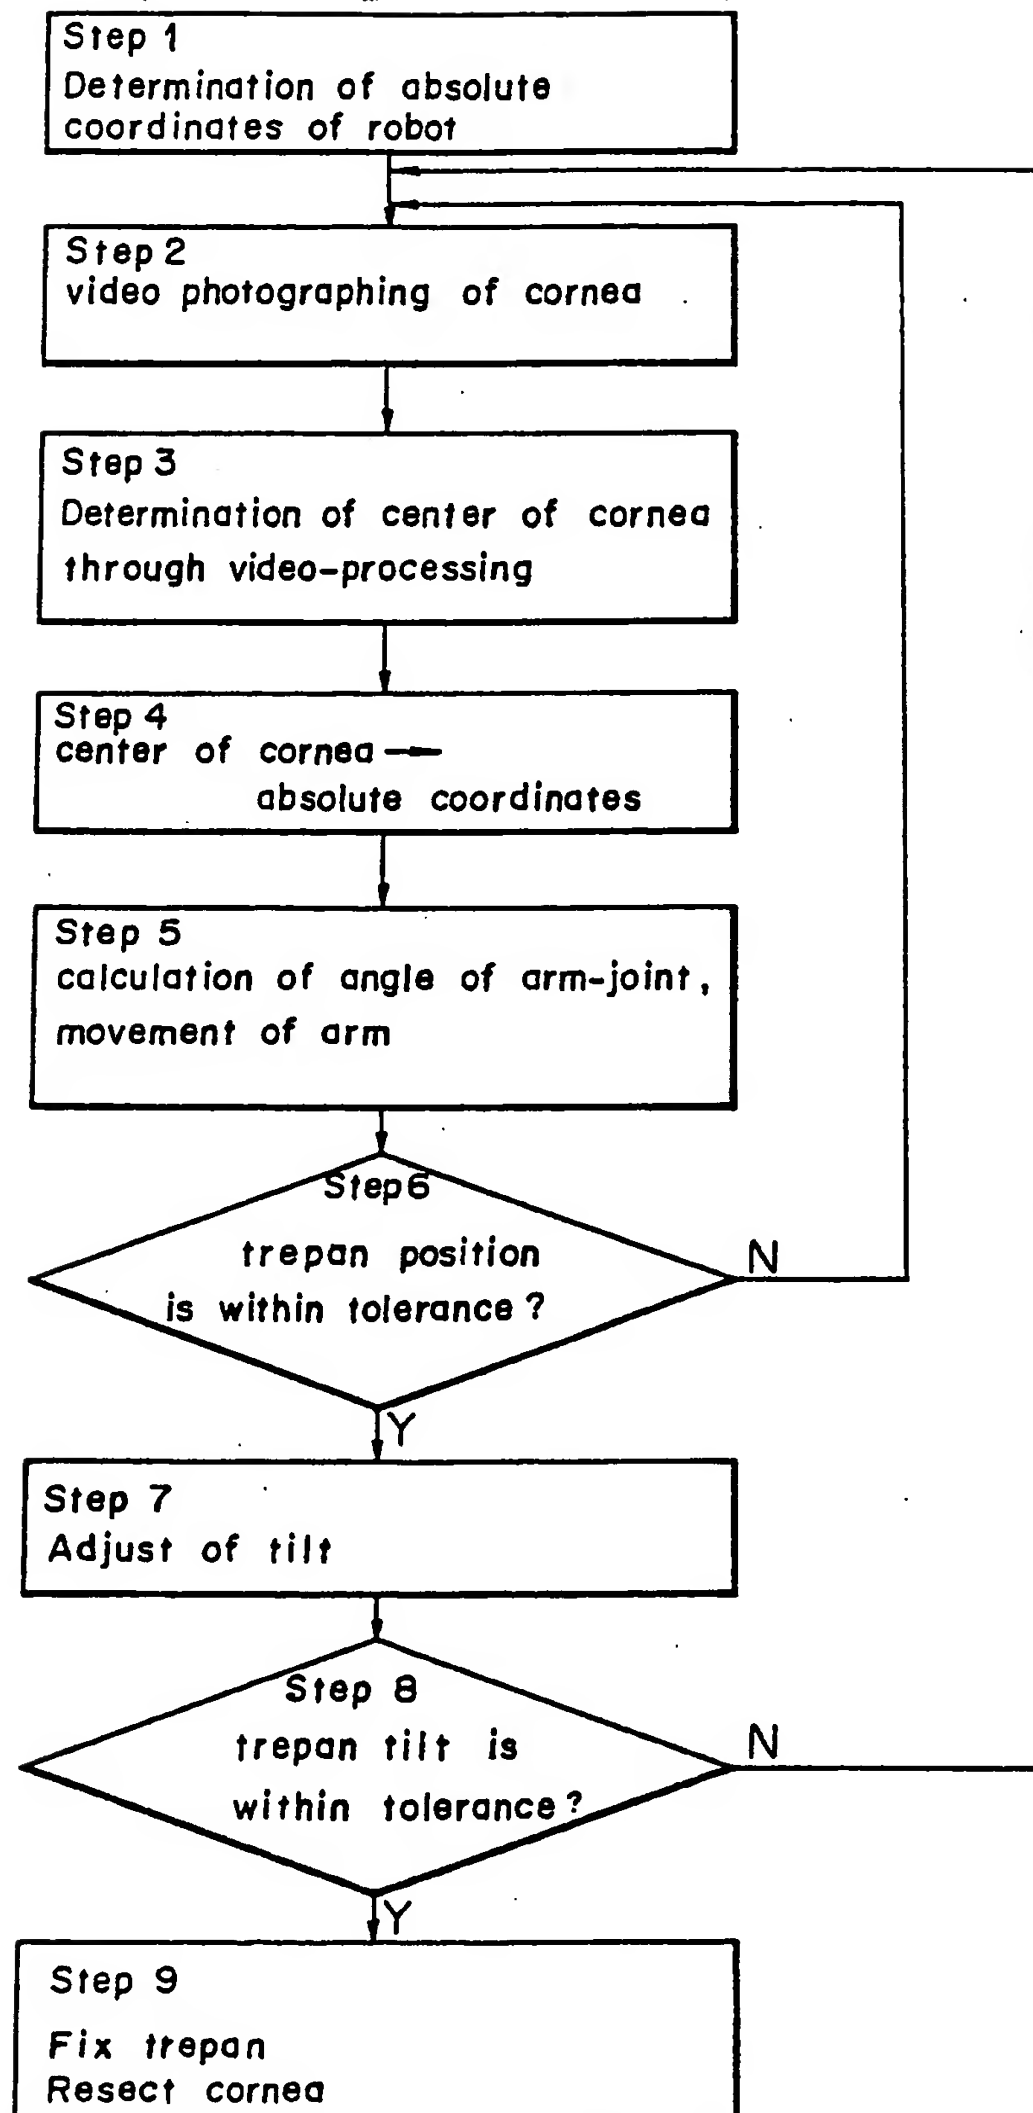 Step 1
Determination of absolute
coordinates of robot
Step 2
video photographing of cornea
Step 3
Determination of center of cornea
through video-processing
Step 4
center of cornea →
absolute coordinates
Step 5
calculation of angle of arm-joint,
movement of arm
Step 6
trepan position
is within tolerance?
N
Y
Step 7
Adjust of tilt
Step 8
trepan tilt is
within tolerance?
N
Y
Step 9
Fix trepan
Resect cornea